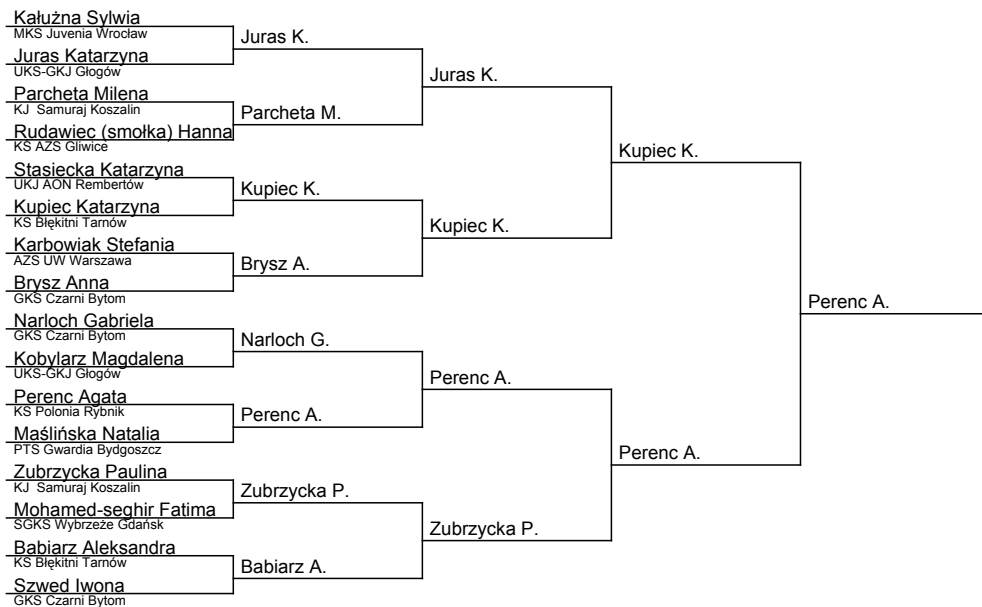 Kałużna Sylwia
MKS Juvenia Wrocław
Juras Katarzyna
UKS-GKJ Głogów
Parcheta Milena
KJ Samuraj Koszalin
Rudawiec (smołka) Hanna
KS AZS Gliwice
Stasiecka Katarzyna
UKJ AON Rembertów
Kupiec Katarzyna
KS Błękitni Tarnów
Karbowiak Stefania
AZS UW Warszawa
Brysz Anna
GKS Czarni Bytom
Narloch Gabriela
GKS Czarni Bytom
Kobylarz Magdalena
UKS-GKJ Głogów
Perenc Agata
KS Polonia Rybnik
Maślińska Natalia
PTS Gwardia Bydgoszcz
Zubrzycka Paulina
KJ Samuraj Koszalin
Mohamed-seghir Fatima
SGKS Wybrzeże Gdańsk
Babiarz Aleksandra
KS Błękitni Tarnów
Szwed Iwona
GKS Czarni Bytom
Juras K.
Parcheta M.
Kupiec K.
Brysz A.
Narloch G.
Perenc A.
Zubrzycka P.
Babiarz A.
Juras K.
Kupiec K.
Perenc A.
Zubrzycka P.
Kupiec K.
Perenc A.
Perenc A.